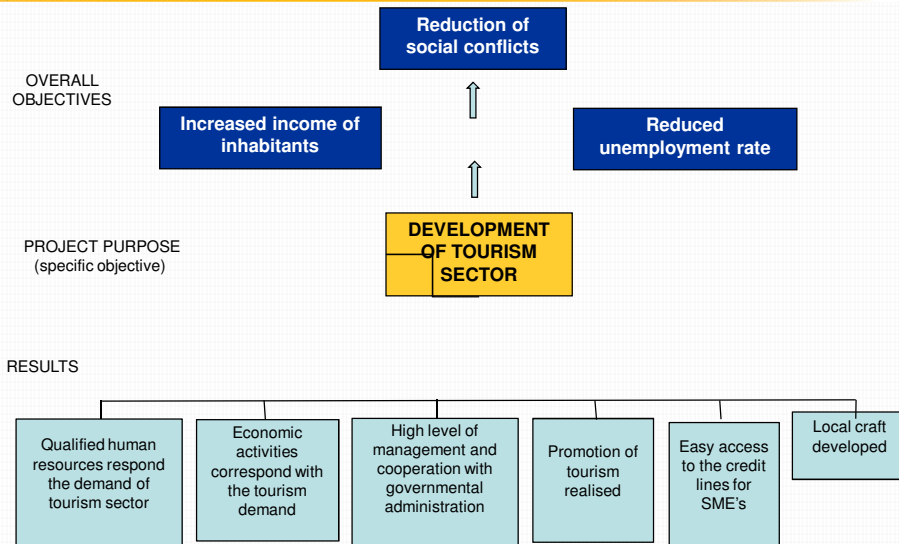 Reduction of
social conflicts
OVERALL
OBJECTIVES
Increased income of
inhabitants
Reduced
unemployment rate
PROJECT PURPOSE
(specific objective)
DEVELOPMENT
OF TOURISM
SECTOR
RESULTS
Qualified human
resources respond
the demand of
tourism sector
Economic
activities
correspond with
the tourism
demand
High level of
management and
cooperation with
governmental
administration
Promotion of
tourism
realised
Easy access
to the credit
lines for
SME's
Local craft
developed